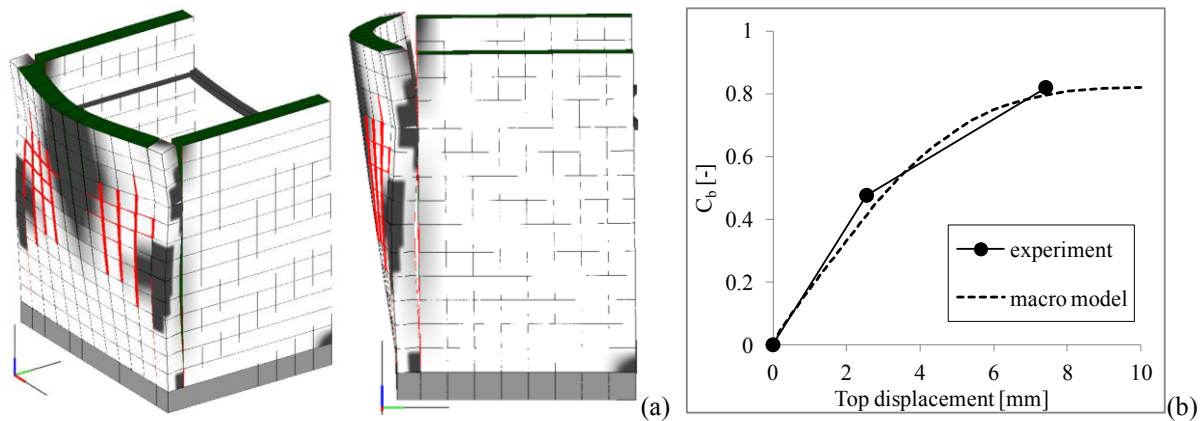 (a)
1
0.8
0.6
0.4
0.2
0
C_b [-]
experiment
macro model
0 2 4 6 8 10
Top displacement [mm]
(b)